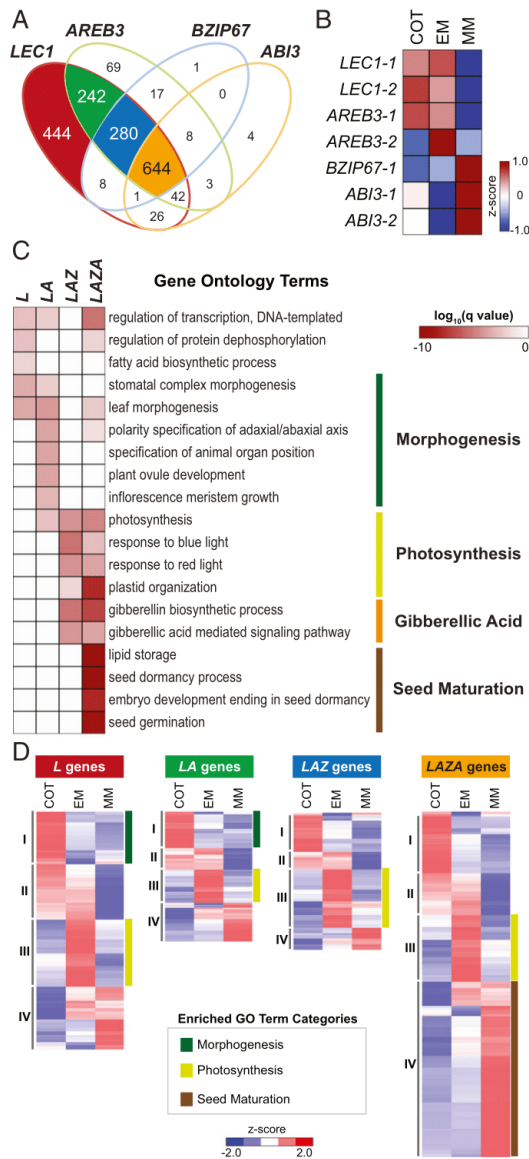 A
LEC1
AREB3
BZIP67
ABI3
69
1
242
17
0
444
280
8
4
644
8
1
42
3
26
B
COT
EM
MM
LEC1-1
LEC1-2
AREB3-1
AREB3-2
BZIP67-1
ABI3-1
ABI3-2
1.0
z-score
-1.0
C
L
LA
LAZ
LAZA
Gene Ontology Terms
regulation of transcription, DNA-templated
regulation of protein dephosphorylation
fatty acid biosynthetic process
stomatal complex morphogenesis
leaf morphogenesis
polarity specification of adaxial/abaxial axis
specification of animal organ position
plant ovule development
inflorescence meristem growth
photosynthesis
response to blue light
response to red light
plastid organization
gibberellin biosynthetic process
gibberellic acid mediated signaling pathway
lipid storage
seed dormancy process
embryo development ending in seed dormancy
seed germination
log10(q value)
-10
0
Morphogenesis
Photosynthesis
Gibberellic Acid
Seed Maturation
D
L genes
COT
EM
MM
I
II
III
IV
LA genes
COT
EM
MM
I
II
III
IV
LAZ genes
COT
EM
MM
I
II
III
IV
LAZA genes
COT
EM
MM
I
II
III
IV
Enriched GO Term Categories
Morphogenesis
Photosynthesis
Seed Maturation
z-score
-2.0
2.0